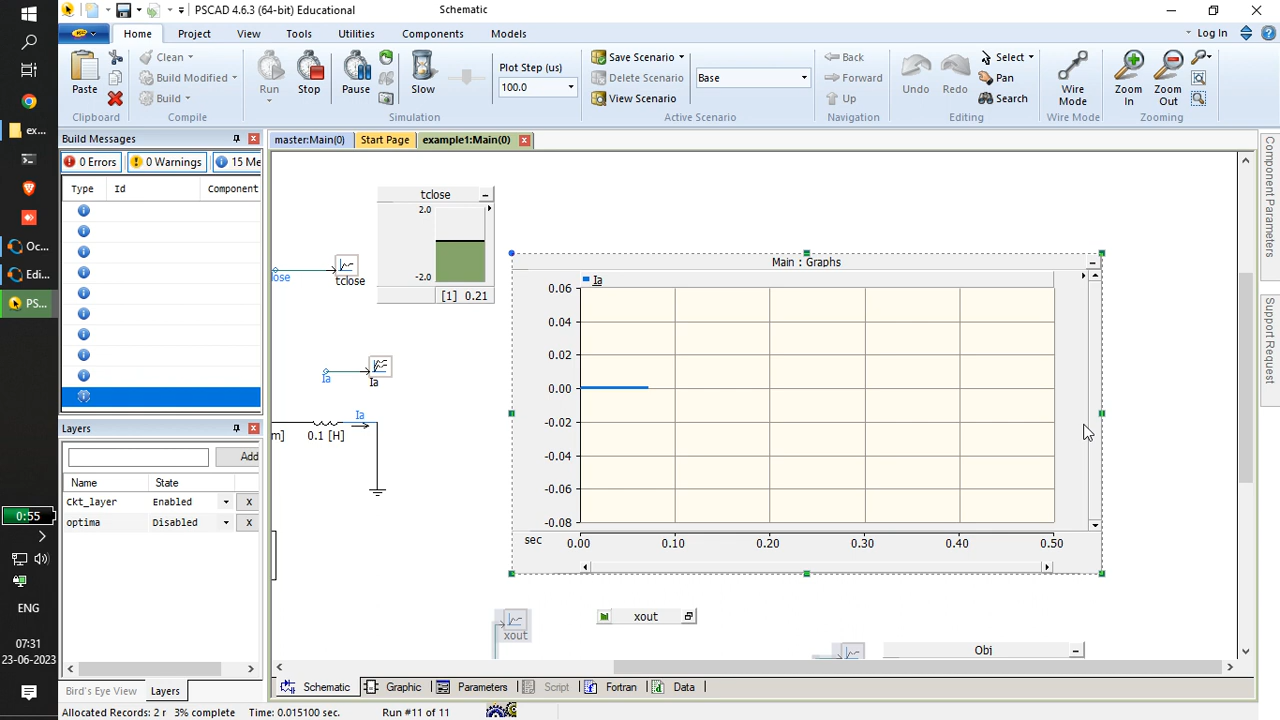 PSCAD 4.6.3 (64-bit) Educational
Schematic
Home
Project
View
Tools
Utilities
Components
Models
Log In
Paste
Clipboard
Clean
Build Modified
Build
Compile
Run
Stop
Pause
Slow
Plot Step (us)
100.0
Simulation
Save Scenario
Delete Scenario
View Scenario
Base
Active Scenario
Back
Forward
Up
Navigation
Undo
Redo
Select
Pan
Search
Editing
Wire
Mode
Wire Mode
Zoom
In
Zoom
Out
Zooming
ex...
Oc...
Edi...
PS...
0:55
ENG
07:31
23-06-2023
Build Messages
0 Errors
0 Warnings
15 Me
Type
Id
Component
Layers
Add
Name
State
Ckt_layer
Enabled
X
optima
Disabled
X
Bird's Eye View
Layers
master:Main(0)
Start Page
example1:Main(0)
tclose
2.0
-2.0
[1] 0.21
ose
tclose
Ia
Ia
Ia
m]
0.1 [H]
Main : Graphs
Ia
0.06
0.04
0.02
0.00
-0.02
-0.04
-0.06
-0.08
sec
0.00
0.10
0.20
0.30
0.40
0.50
xout
xout
Obj
Component Parameters
Support Request
Schematic
Graphic
Parameters
Script
Fortran
Data
Allocated Records: 2 r
3% complete
Time: 0.015100 sec.
Run #11 of 11